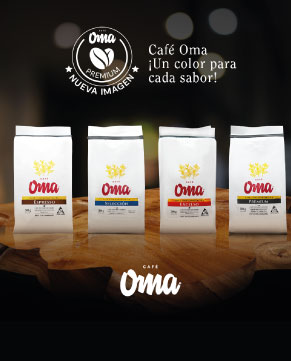 CAFÉ
Oma
PREMIUM
NUEVA IMAGEN
Café Oma
¡Un color para
cada sabor!
Oma
ESPRESSO
Oma
SELECCIÓN
Oma
Oma
PREMIUM
CAFÉ
Oma